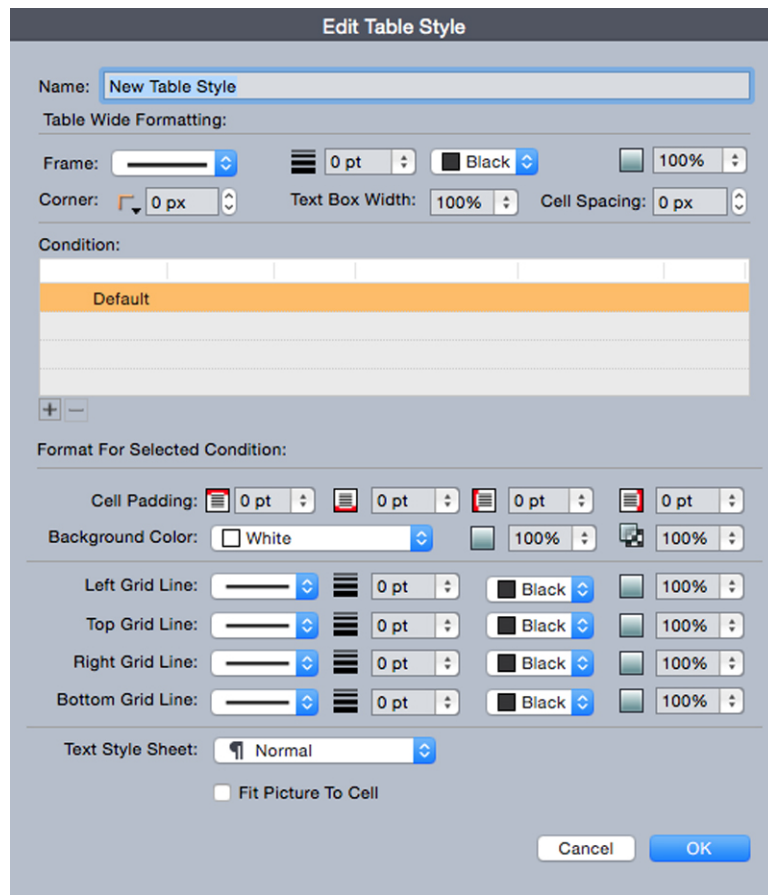 Edit Table Style
Name: New Table Style
Table Wide Formatting:
Frame: 0 pt Black 100%
Corner: 0 px Text Box Width: 100% Cell Spacing: 0 px
Condition:
Default
Format For Selected Condition:
Cell Padding: 0 pt 0 pt 0 pt 0 pt
Background Color: White 100% 100%
Left Grid Line: 0 pt Black 100%
Top Grid Line: 0 pt Black 100%
Right Grid Line: 0 pt Black 100%
Bottom Grid Line: 0 pt Black 100%
Text Style Sheet: ¶ Normal
Fit Picture To Cell
Cancel OK